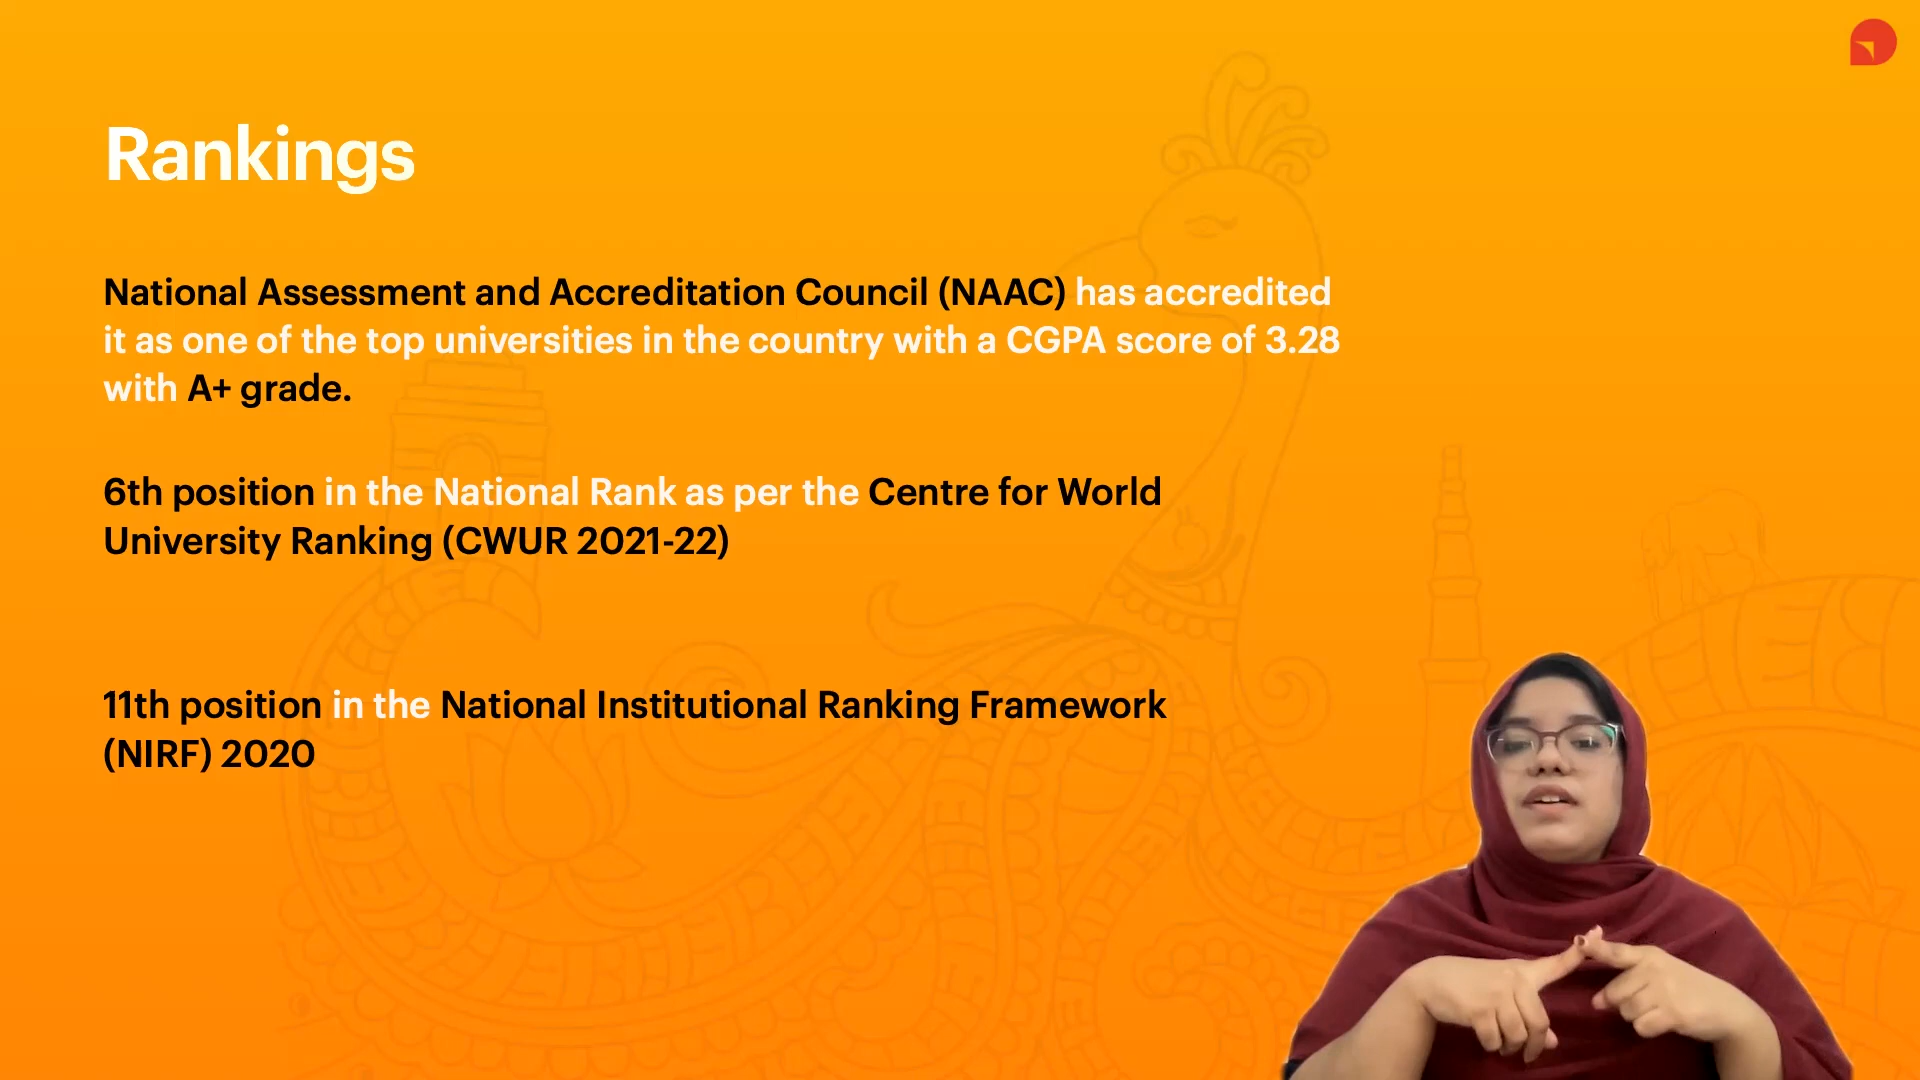 Rankings
National Assessment and Accreditation Council (NAAC) has accredited
it as one of the top universities in the country with a CGPA score of 3.28
with A+ grade.
6th position in the National Rank as per the Centre for World
University Ranking (CWUR 2021-22)
11th position in the National Institutional Ranking Framework
(NIRF) 2020